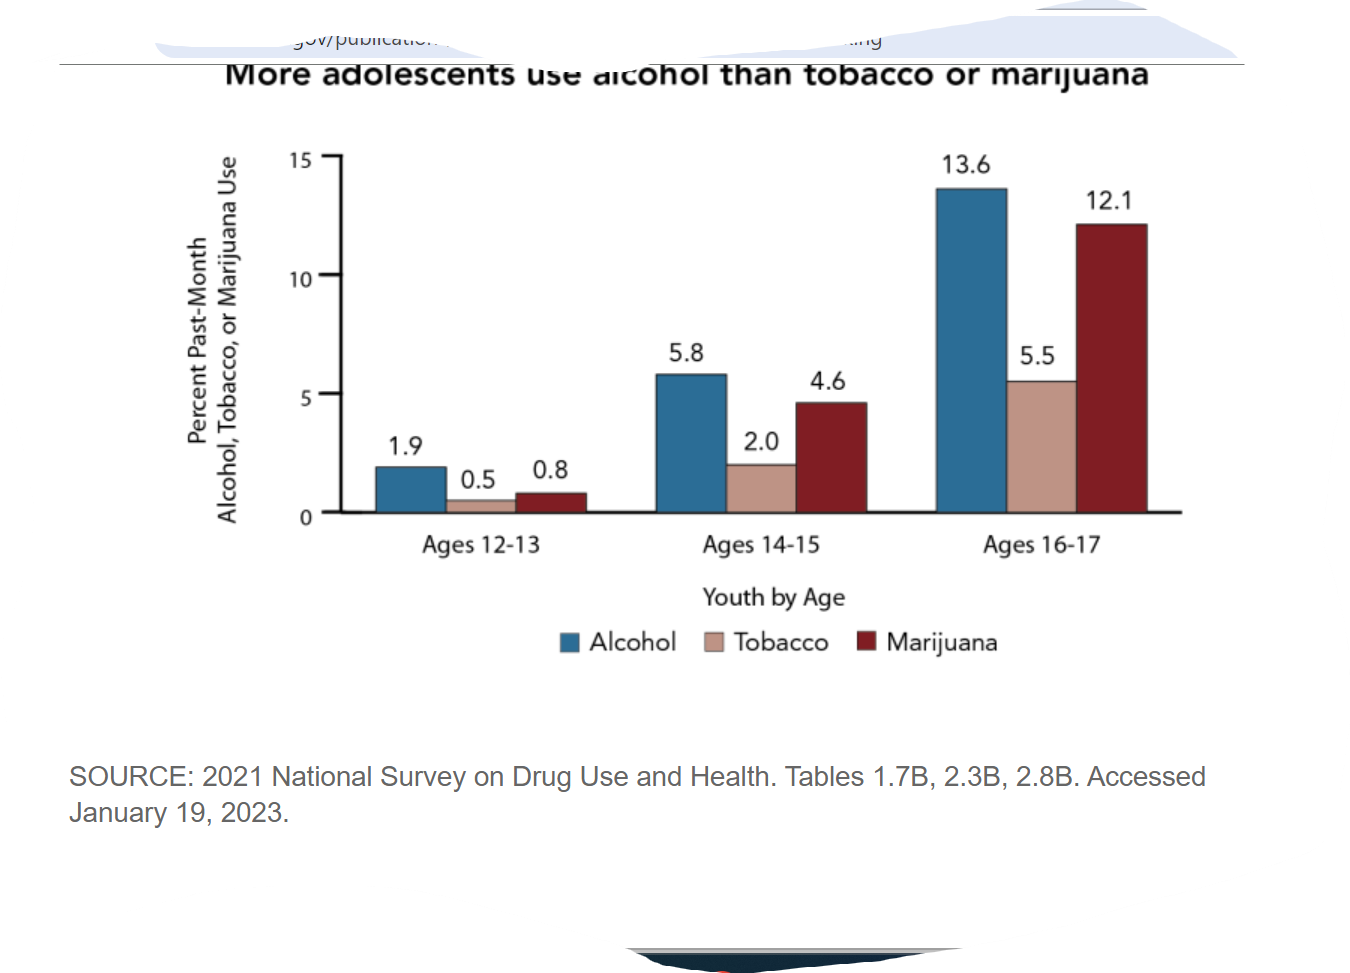 More adolescents use alcohol than tobacco or marijuana
Percent Past-Month
Alcohol, Tobacco, or Marijuana Use
15
10
5
0
1.9
0.5
0.8
5.8
2.0
4.6
13.6
5.5
12.1
Ages 12-13
Ages 14-15
Ages 16-17
Youth by Age
Alcohol
Tobacco
Marijuana
SOURCE: 2021 National Survey on Drug Use and Health. Tables 1.7B, 2.3B, 2.8B. Accessed
January 19, 2023.